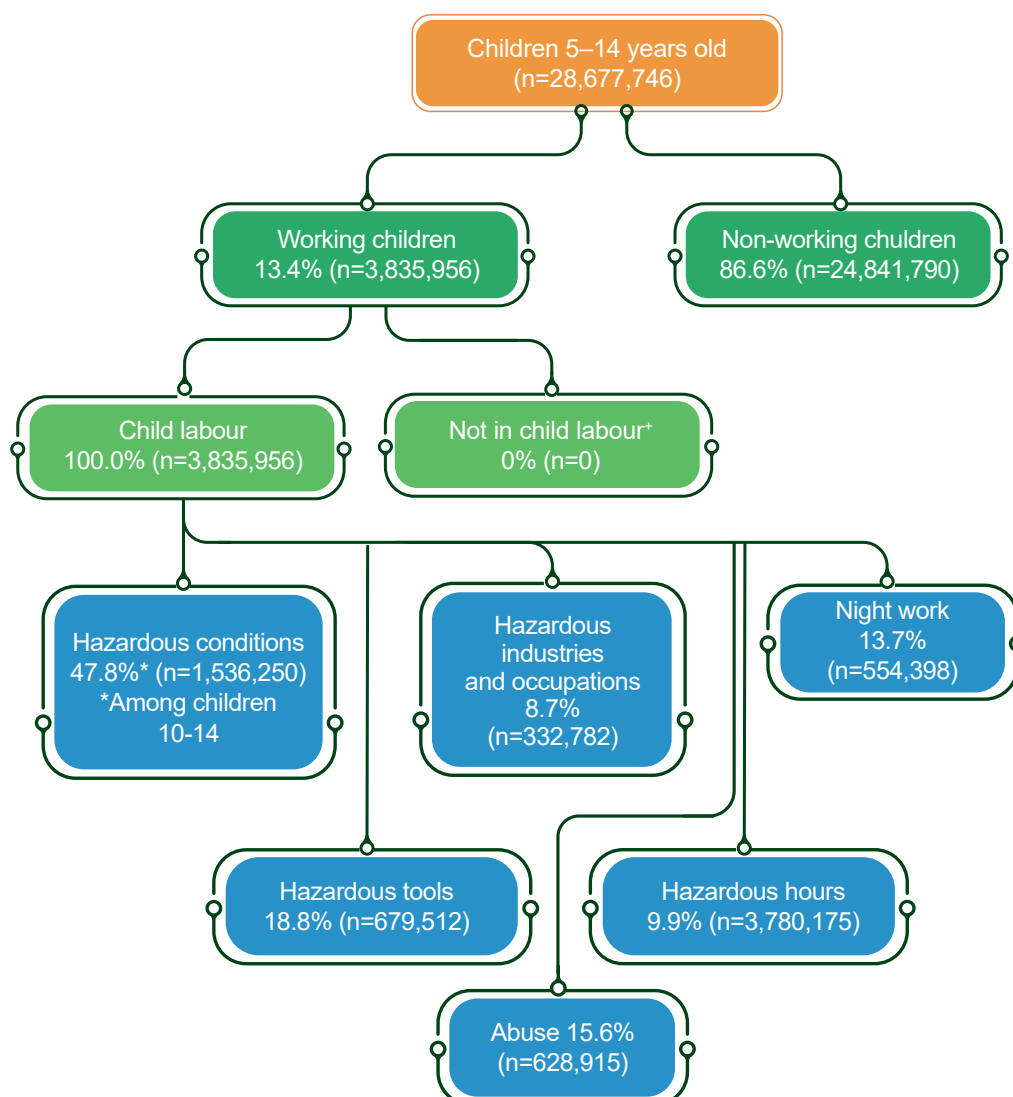 Children 5–14 years old
(n=28,677,746)
Working children
13.4% (n=3,835,956)
Non-working chuldren
86.6% (n=24,841,790)
Child labour
100.0% (n=3,835,956)
Not in child labour⁺
0% (n=0)
Hazardous conditions
47.8%* (n=1,536,250)
*Among children
10-14
Hazardous
industries
and occupations
8.7%
(n=332,782)
Night work
13.7%
(n=554,398)
Hazardous tools
18.8% (n=679,512)
Hazardous hours
9.9% (n=3,780,175)
Abuse 15.6%
(n=628,915)